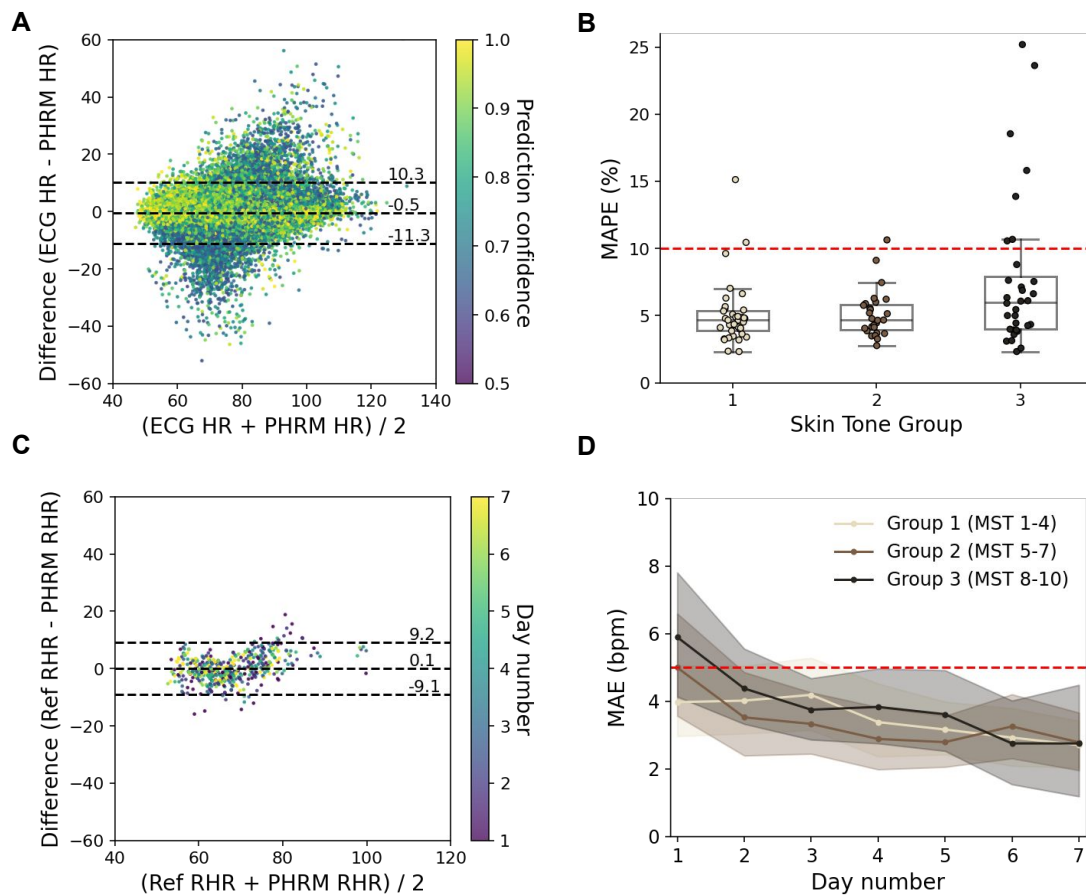 A
60
40
20
0
−20
−40
−60
Difference (ECG HR - PHRM HR)
10.3
-0.5
-11.3
40 60 80 100 120 140
(ECG HR + PHRM HR) / 2
1.0
0.9
0.8
0.7
0.6
0.5
Prediction confidence
B
25
20
15
10
5
0
MAPE (%)
1 2 3
Skin Tone Group
C
60
40
20
0
−20
−40
−60
Difference (Ref RHR - PHRM RHR)
9.2
0.1
-9.1
40 60 80 100 120
(Ref RHR + PHRM RHR) / 2
7
6
5
4
3
2
1
Day number
D
10
8
6
4
2
0
MAE (bpm)
Group 1 (MST 1-4)
Group 2 (MST 5-7)
Group 3 (MST 8-10)
1 2 3 4 5 6 7
Day number